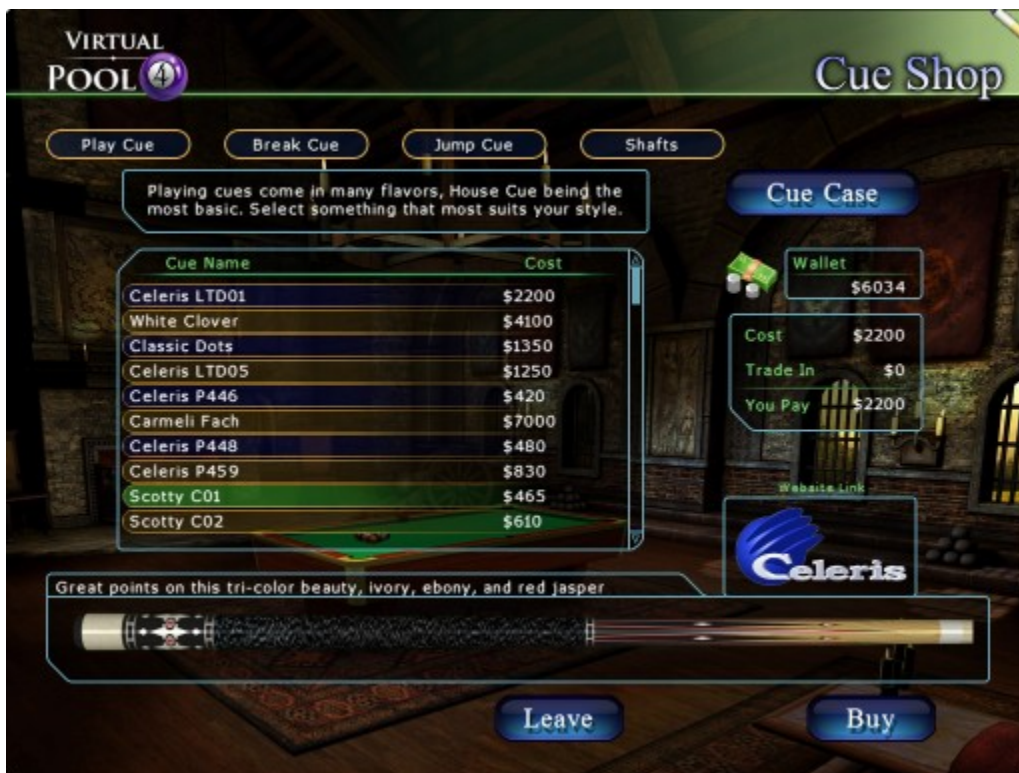 VIRTUAL
POOL 4
Cue Shop
Play Cue Break Cue Jump Cue Shafts
Playing cues come in many flavors, House Cue being the
most basic. Select something that most suits your style.
Cue Case
Cue Name Cost
Wallet
$6034
Celeris LTD01 $2200
White Clover $4100
Classic Dots $1350
Celeris LTD05 $1250
Celeris P446 $420
Carmeli Fach $7000
Celeris P448 $480
Celeris P459 $830
Scotty C01 $465
Scotty C02 $610
Cost $2200
Trade In $0
You Pay $2200
Website Link
Celeris
Great points on this tri-color beauty, ivory, ebony, and red jasper
Leave Buy